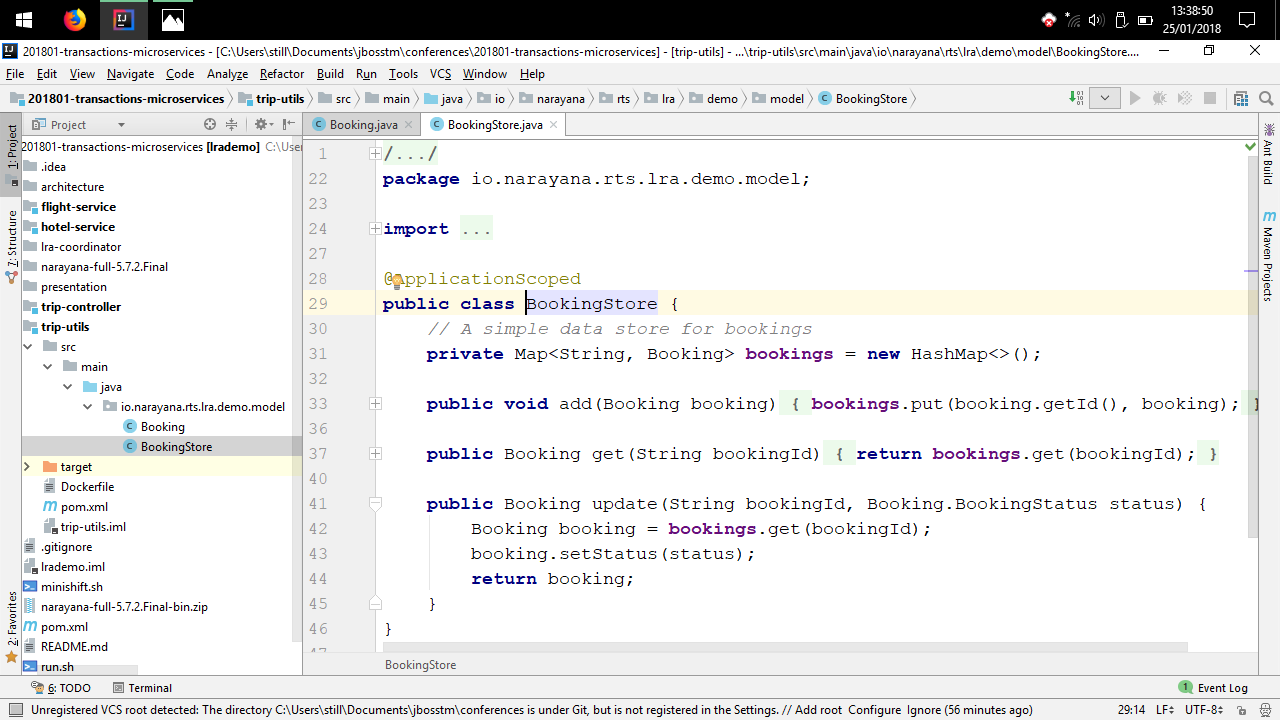 13:38:50
25/01/2018
201801-transactions-microservices - [C:\Users\still\Documents\jbosstm\conferences\201801-transactions-microservices] - [trip-utils] - ...\trip-utils\src\main\java\io\narayana\rts\lra\demo\model\BookingStore....
File Edit View Navigate Code Analyze Refactor Build Run Tools VCS Window Help
201801-transactions-microservices trip-utils src main java io narayana rts lra demo model BookingStore
Project
Booking.java
BookingStore.java
1: Project
7: Structure
2: Favorites
201801-transactions-microservices [lrademo] C:\User
.idea
architecture
flight-service
hotel-service
lra-coordinator
narayana-full-5.7.2.Final
presentation
trip-controller
trip-utils
src
main
java
io.narayana.rts.lra.demo.model
Booking
BookingStore
target
Dockerfile
pom.xml
trip-utils.iml
.gitignore
lrademo.iml
minishift.sh
narayana-full-5.7.2.Final-bin.zip
pom.xml
README.md
run.sh
1 /.../
22 package io.narayana.rts.lra.demo.model;
23
24 import ...
27
28 @ApplicationScoped
29 public class BookingStore {
30 // A simple data store for bookings
31 private Map<String, Booking> bookings = new HashMap<>();
32
33 public void add(Booking booking) { bookings.put(booking.getId(), booking); }
36
37 public Booking get(String bookingId) { return bookings.get(bookingId); }
40
41 public Booking update(String bookingId, Booking.BookingStatus status) {
42 Booking booking = bookings.get(bookingId);
43 booking.setStatus(status);
44 return booking;
45 }
46 }
47
BookingStore
Ant Build
m Maven Projects
6: TODO
Terminal
1 Event Log
Unregistered VCS root detected: The directory C:\Users\still\Documents\jbosstm\conferences is under Git, but is not registered in the Settings. // Add root Configure Ignore (56 minutes ago)
29:14 LF÷ UTF-8÷